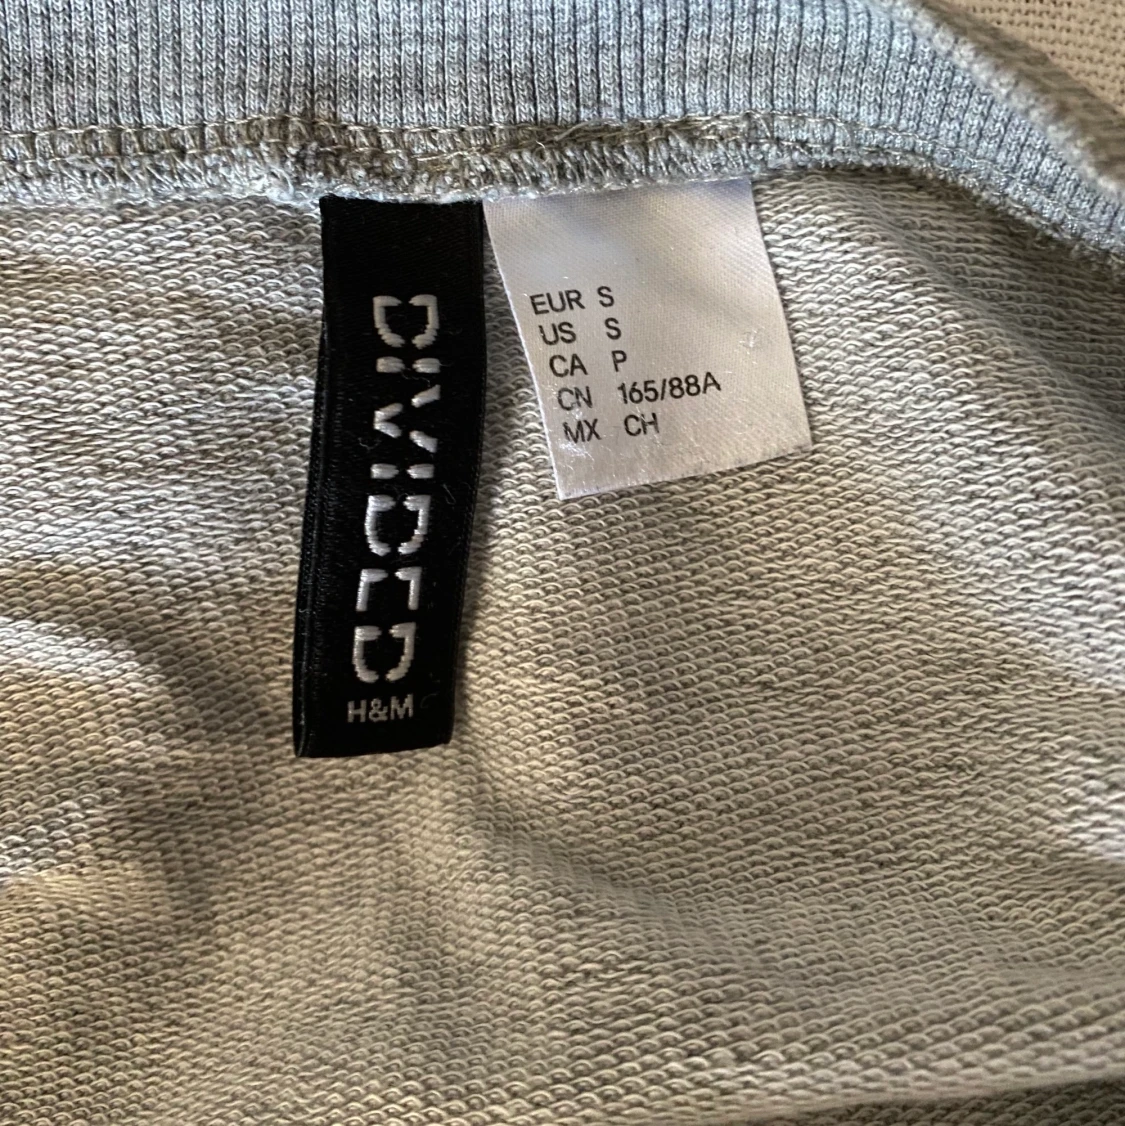 DIVIDED
H&M
EUR S
US S
CA P
CN 165/88A
MX CH